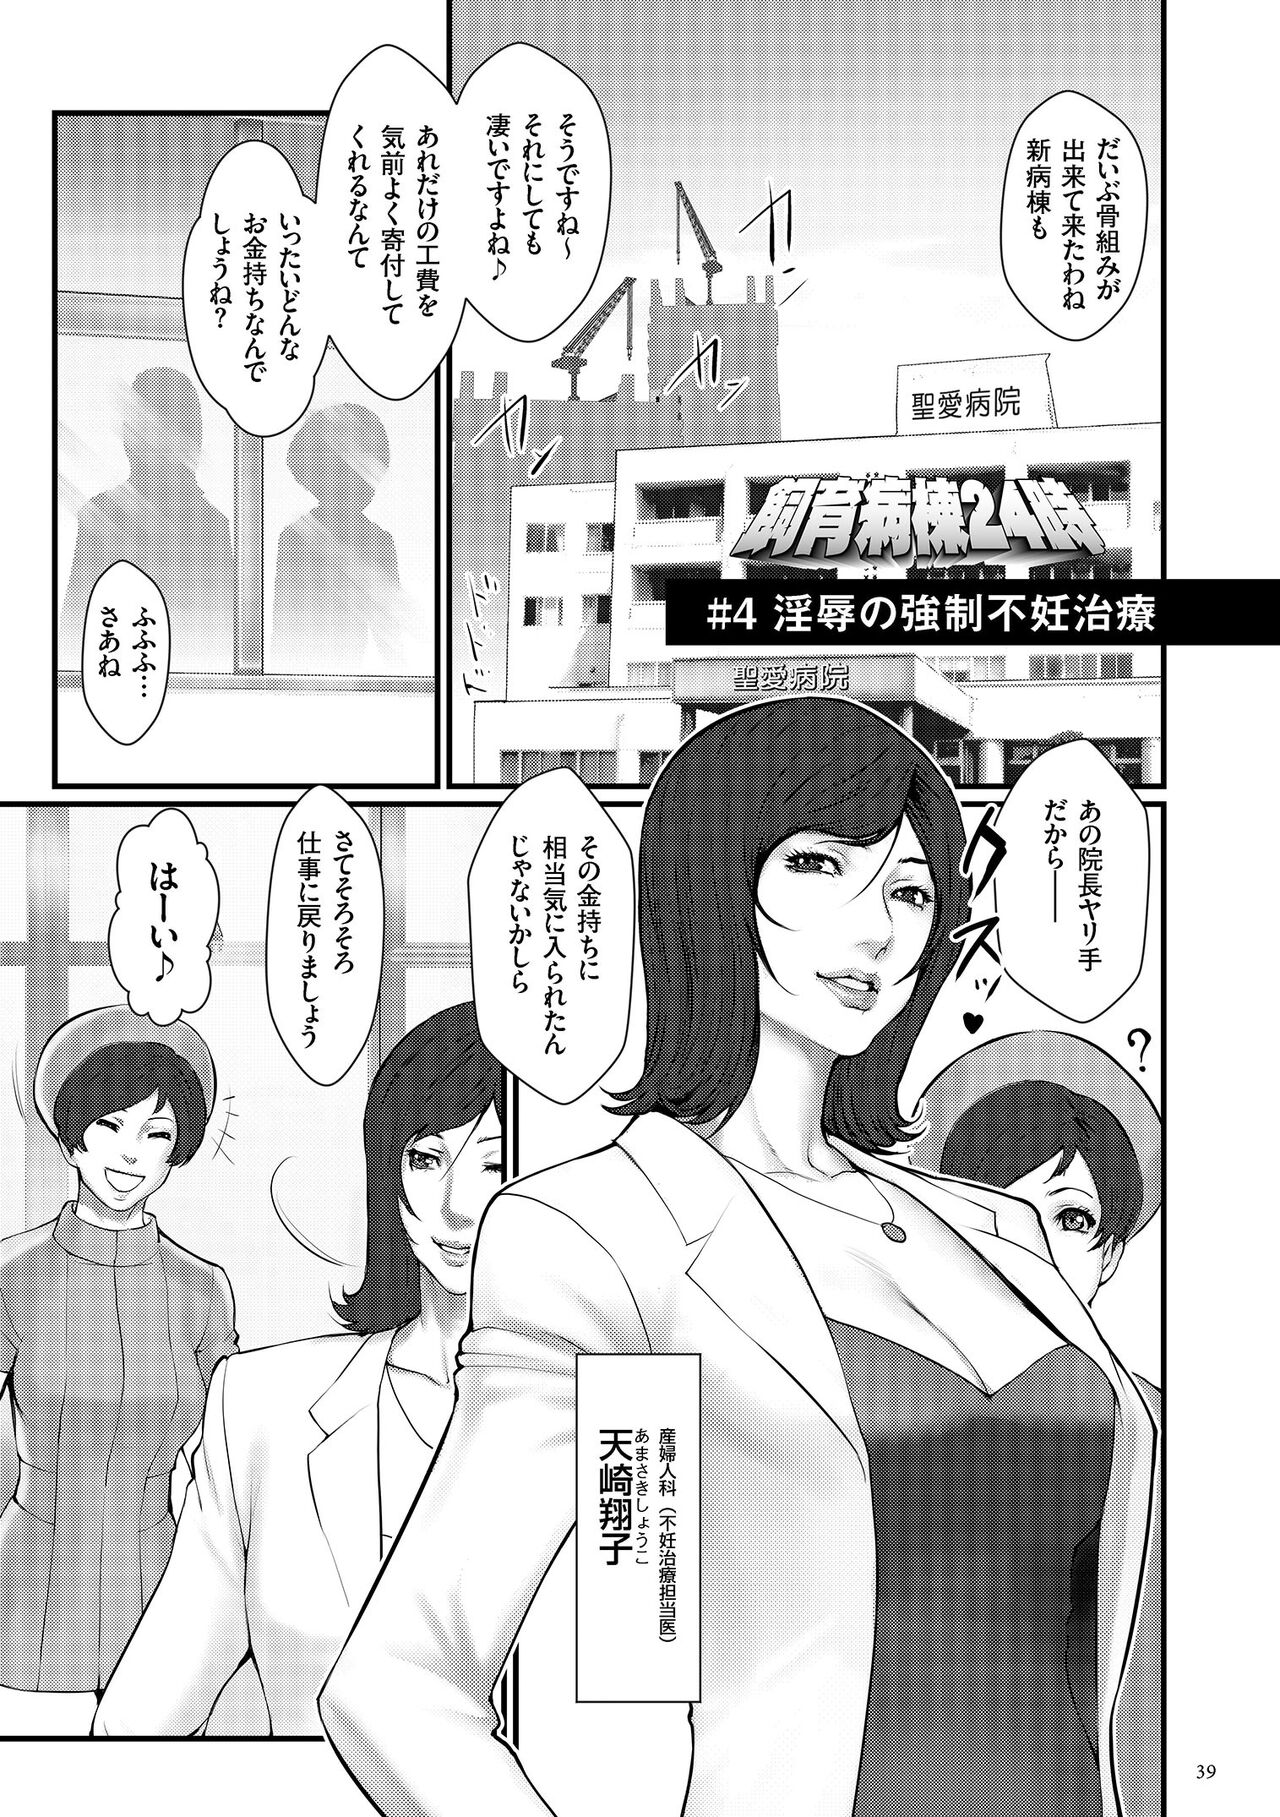 だいぶ骨組みが
出来て来たわね
新病棟も
そうですね～
それにしても
凄いですよね♪
あれだけの工費を
気前よく寄付して
くれるなんて
いったいどんな
お金持ちなんで
しょうね？
ふふふ…
さあね
ガァン
ガァン
聖愛病院
飼育病棟24時
#4 淫辱の強制不妊治療
聖愛病院
あの院長ヤリ手
だから――
クスッ♥
?
その金持ちに
相当気に入られたん
じゃないかしら
産婦人科（不妊治療担当医）
あまさきしょうこ
天崎翔子
さてそろそろ
仕事に戻りましょう
はーい♪
39